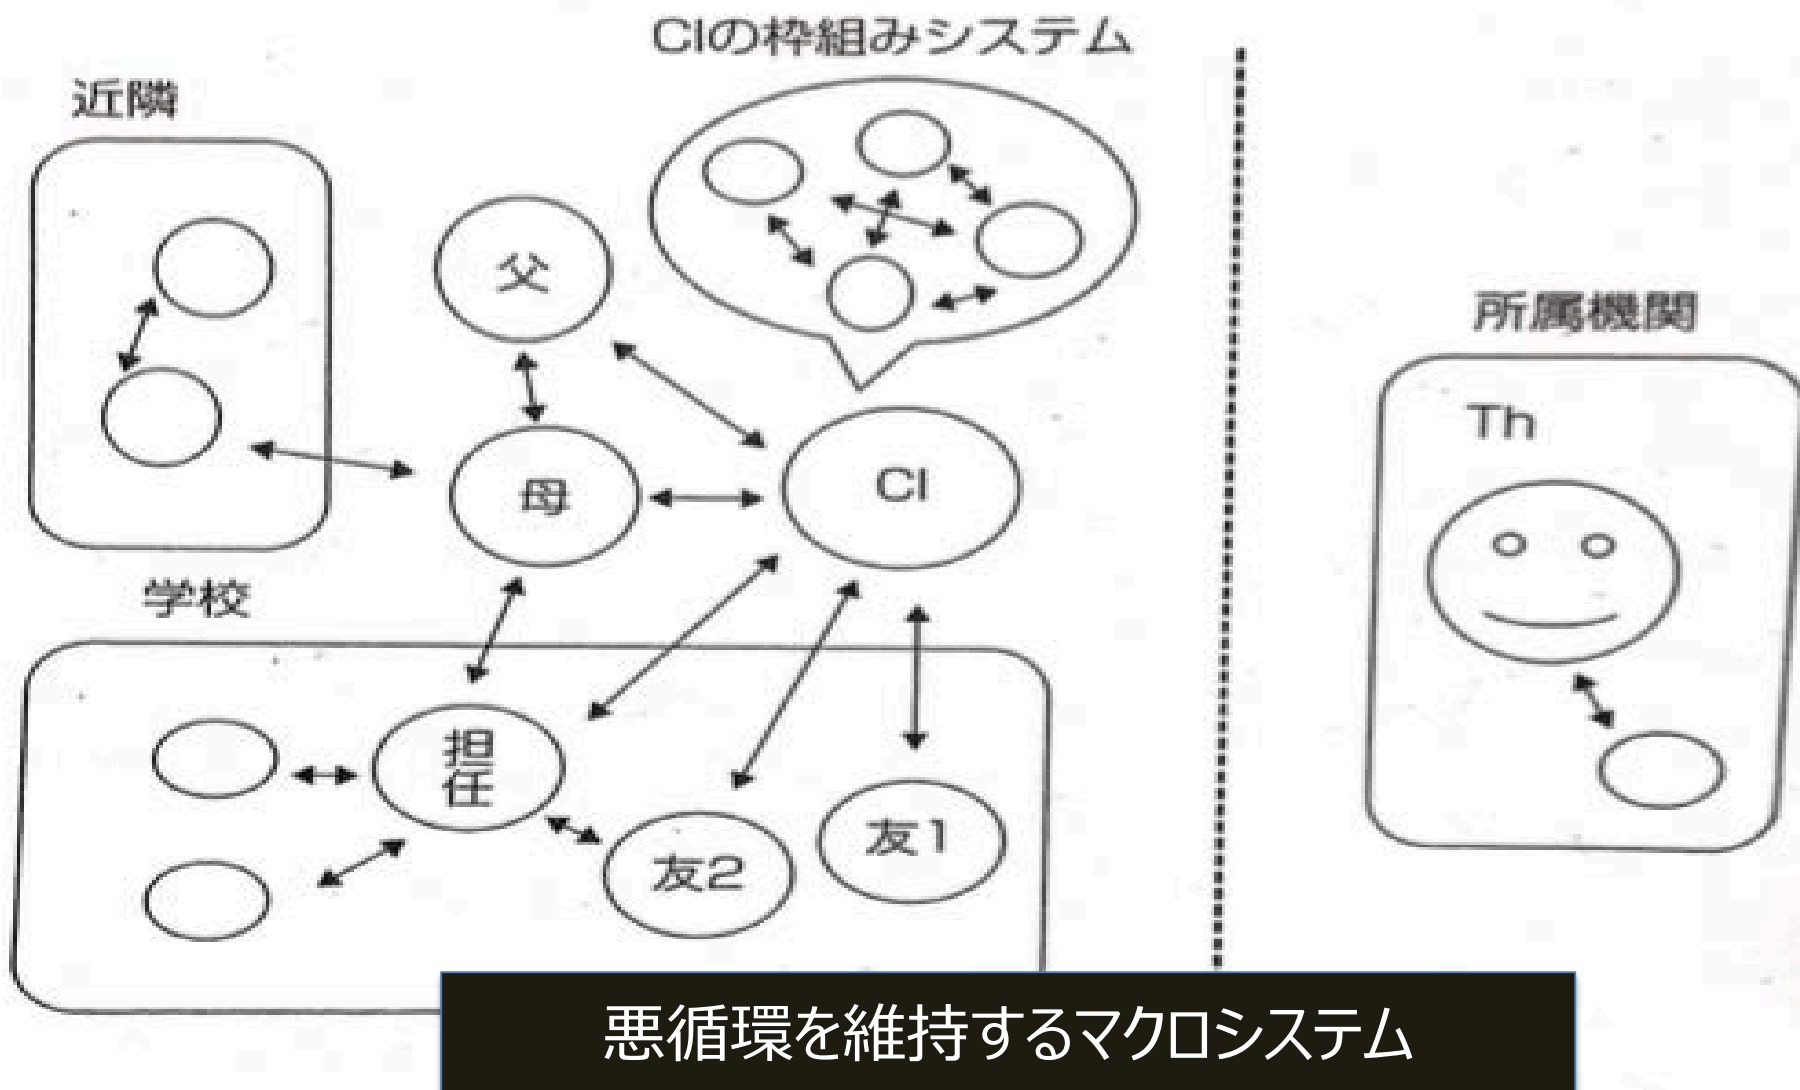 Clの枠組みシステム
近隣
父
母
Cl
学校
担
任
友2
友1
所属機関
Th
悪循環を維持するマクロシステム